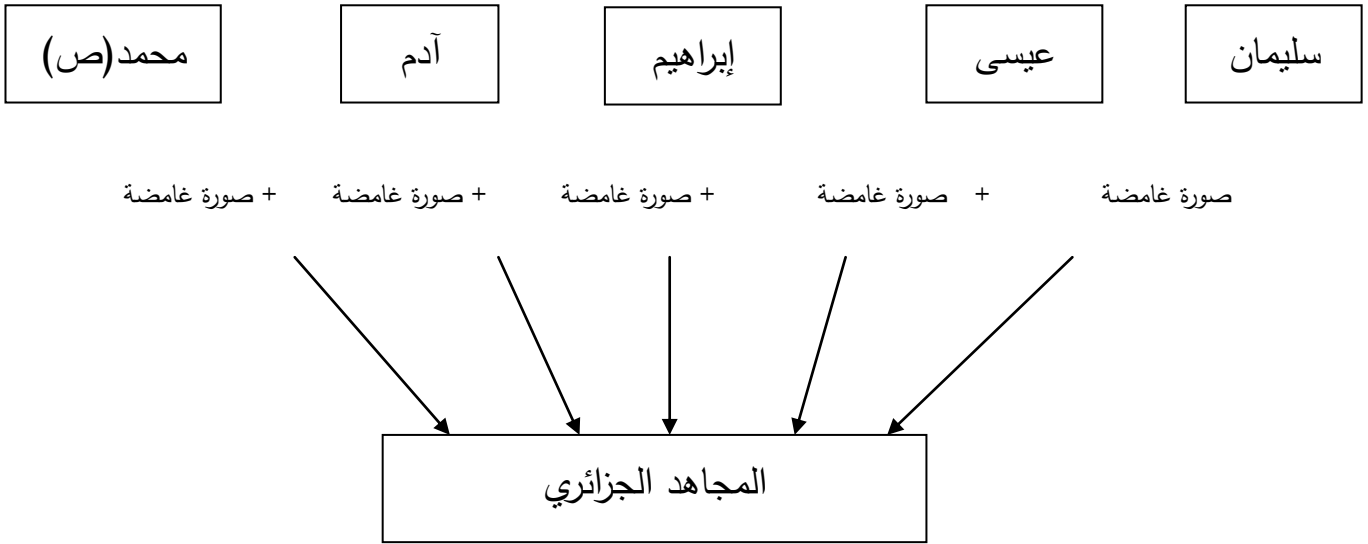 سليمان عيسى إبراهيم آدم محمد(ص)
صورة غامضة + صورة غامضة + صورة غامضة + صورة غامضة + صورة غامضة
المجاهد الجزائري